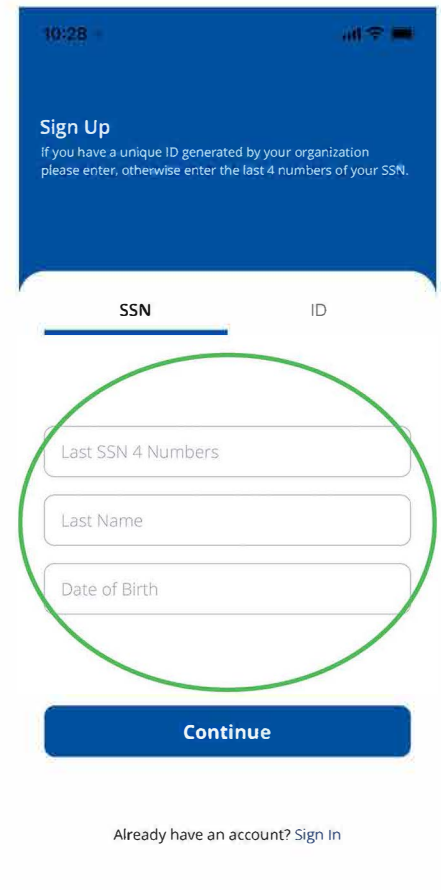 10:28
Sign Up
If you have a unique ID generated by your organization
please enter, otherwise enter the last 4 numbers of your SSN.
SSN ID
Last SSN 4 Numbers
Last Name
Date of Birth
Continue
Already have an account? Sign In